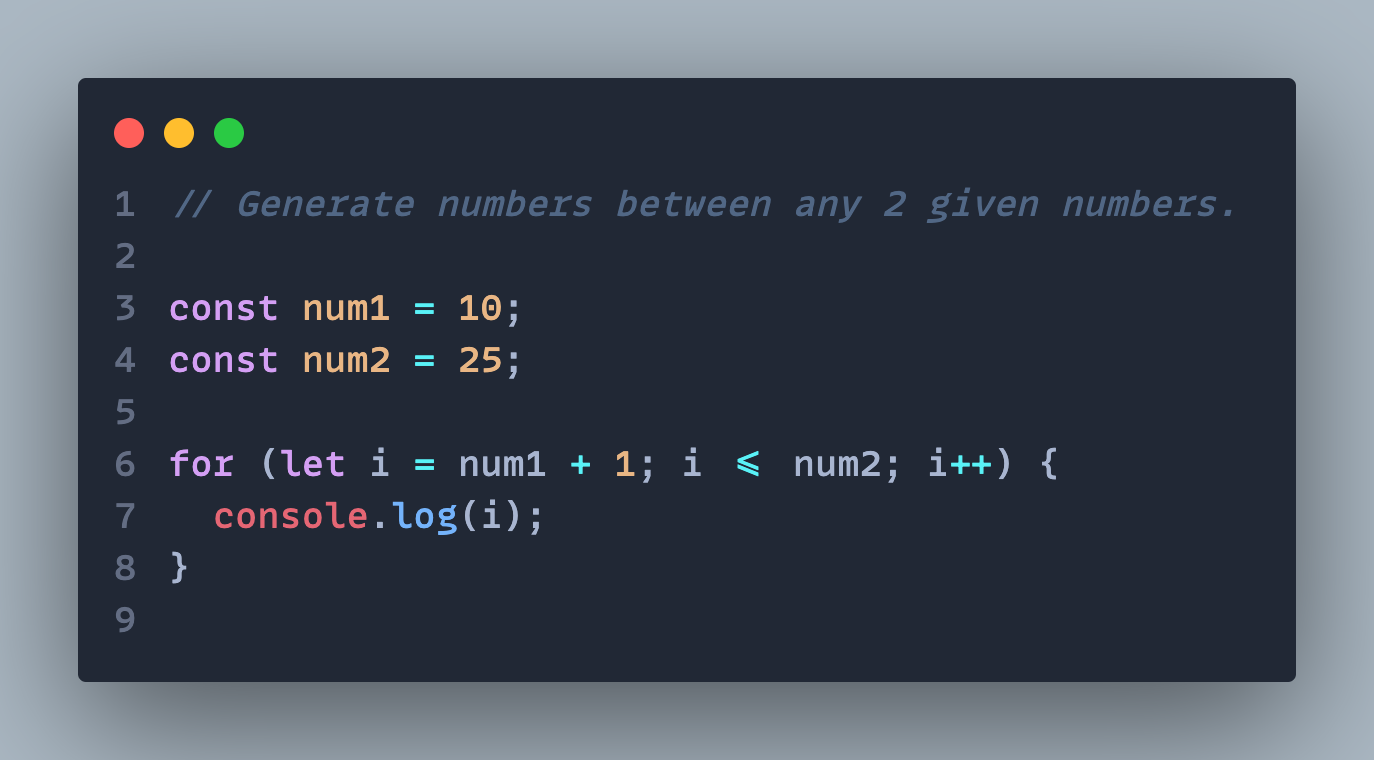 1 // Generate numbers between any 2 given numbers.
2
3 const num1 = 10;
4 const num2 = 25;
5
6 for (let i = num1 + 1; i <= num2; i++) {
7   console.log(i);
8 }
9